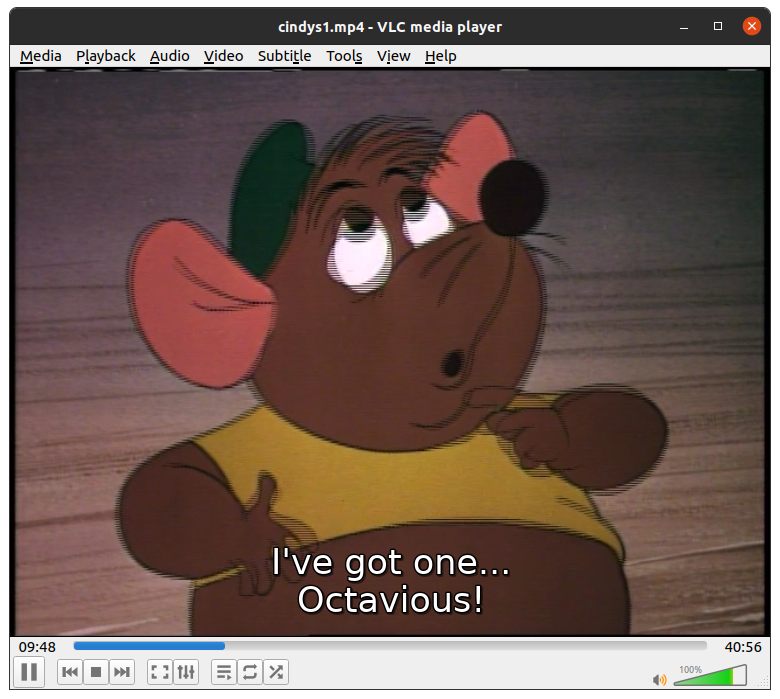 cindys1.mp4 - VLC media player
Media Playback Audio Video Subtitle Tools View Help
I've got one...
Octavious!
09:48 40:56
100%